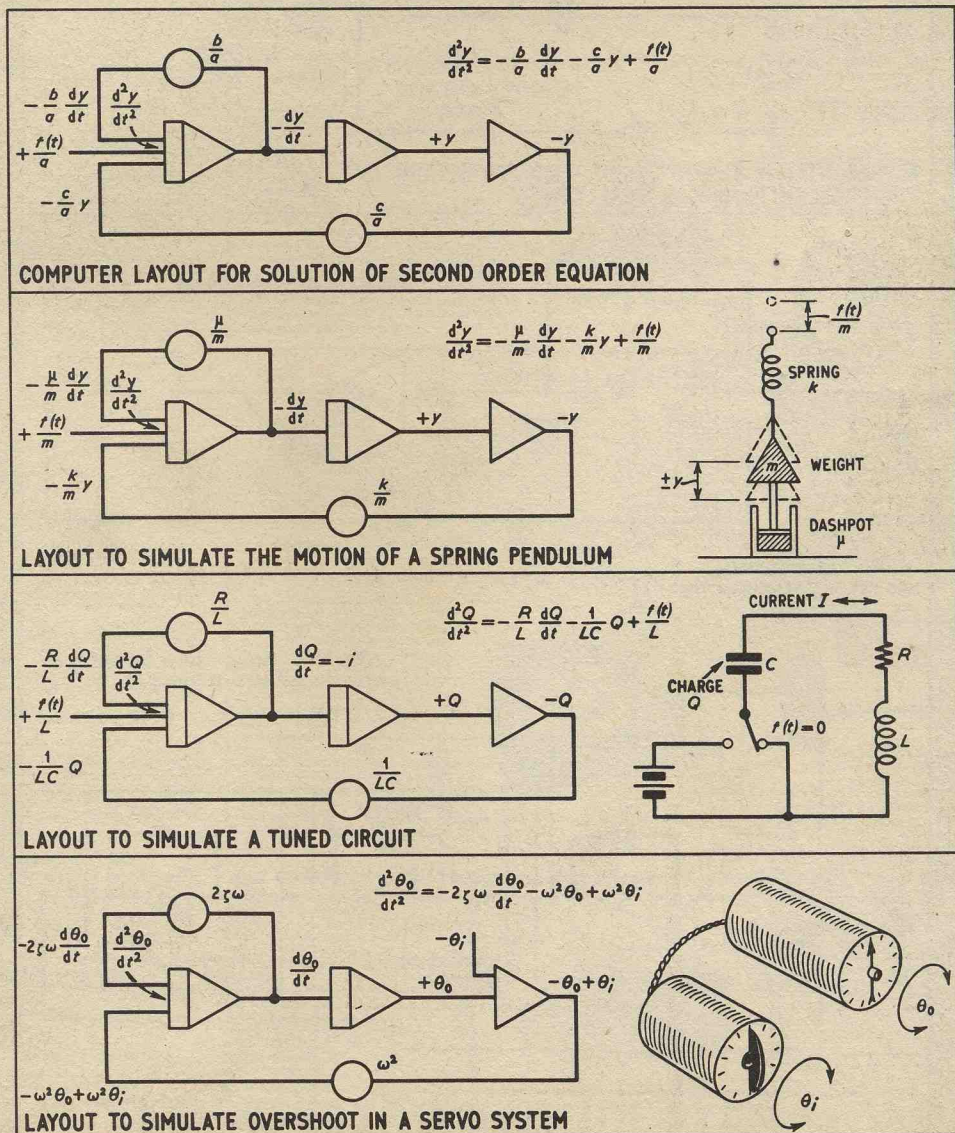 b/a
d²y/dt² = -b/a dy/dt - c/a y + f(t)/a
-b/a dy/dt
d²y/dt²
+ f(t)/a
-dy/dt
+y
-y
-c/a y
c/a
COMPUTER LAYOUT FOR SOLUTION OF SECOND ORDER EQUATION
μ/m
d²y/dt² = -μ/m dy/dt - k/m y + f(t)/m
-f(t)/m
SPRING
k
-μ/m dy/dt
d²y/dt²
+ f(t)/m
-dy/dt
+y
-y
-k/m y
k/m
m
WEIGHT
±y
DASHPOT
μ
LAYOUT TO SIMULATE THE MOTION OF A SPRING PENDULUM
R/L
d²Q/dt² = -R/L dQ/dt - 1/LC Q + f(t)/L
CURRENT I
-R/L dQ/dt
d²Q/dt²
+ f(t)/L
dQ/dt = -i
+Q
-Q
-1/LC Q
1/LC
CHARGE
Q
C
R
L
f(t)=0
LAYOUT TO SIMULATE A TUNED CIRCUIT
2ζω
d²θ₀/dt² = -2ζω dθ₀/dt - ω²θ₀ + ω²θi
-2ζω dθ₀/dt
d²θ₀/dt²
dθ₀/dt
+θ₀
-θi
-θ₀+θi
ω²
-ω²θ₀+ω²θi
θ₀
θi
LAYOUT TO SIMULATE OVERSHOOT IN A SERVO SYSTEM